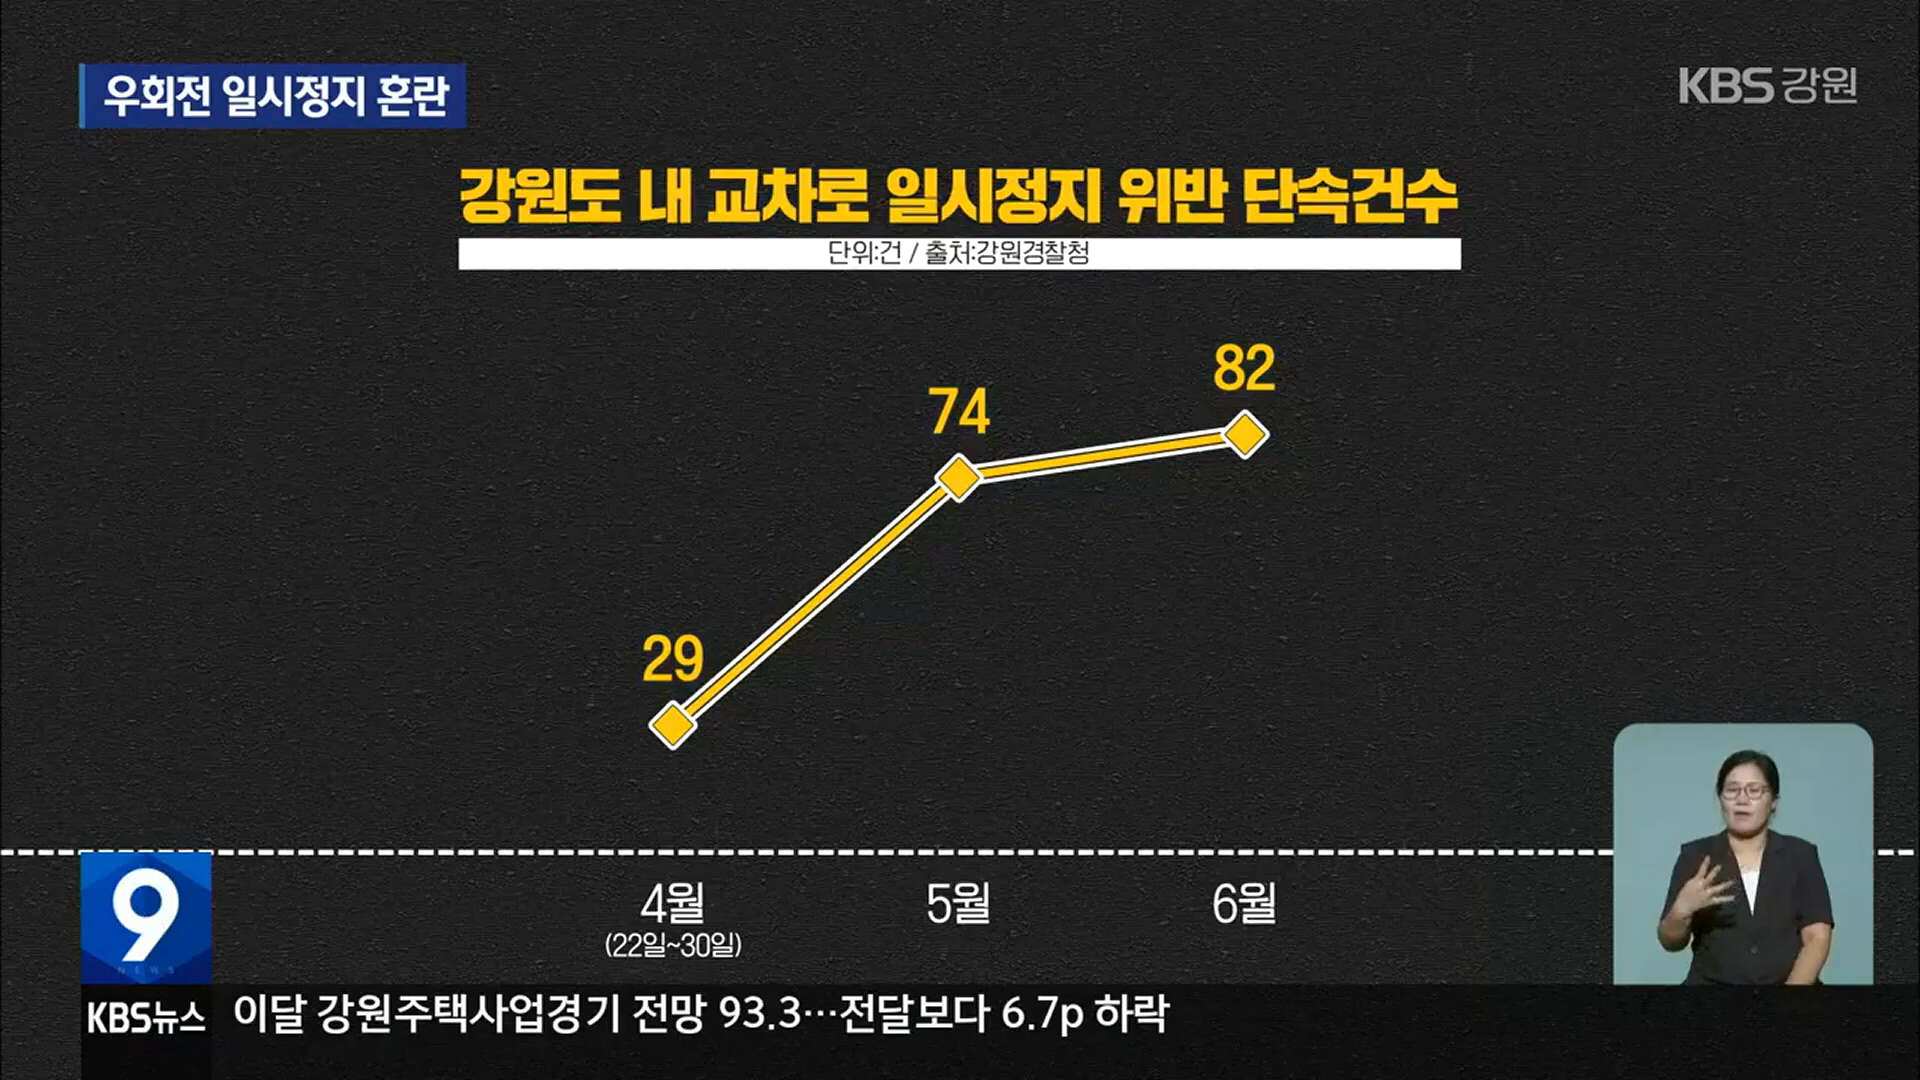 우회전 일시정지 혼란
KBS 강원
강원도 내 교차로 일시정지 위반 단속건수
단위:건 / 출처:강원경찰청
82
74
29
4월
5월
6월
(22일~30일)
9
NEWS
KBS뉴스
이달 강원주택사업경기 전망 93.3…전달보다 6.7p 하락